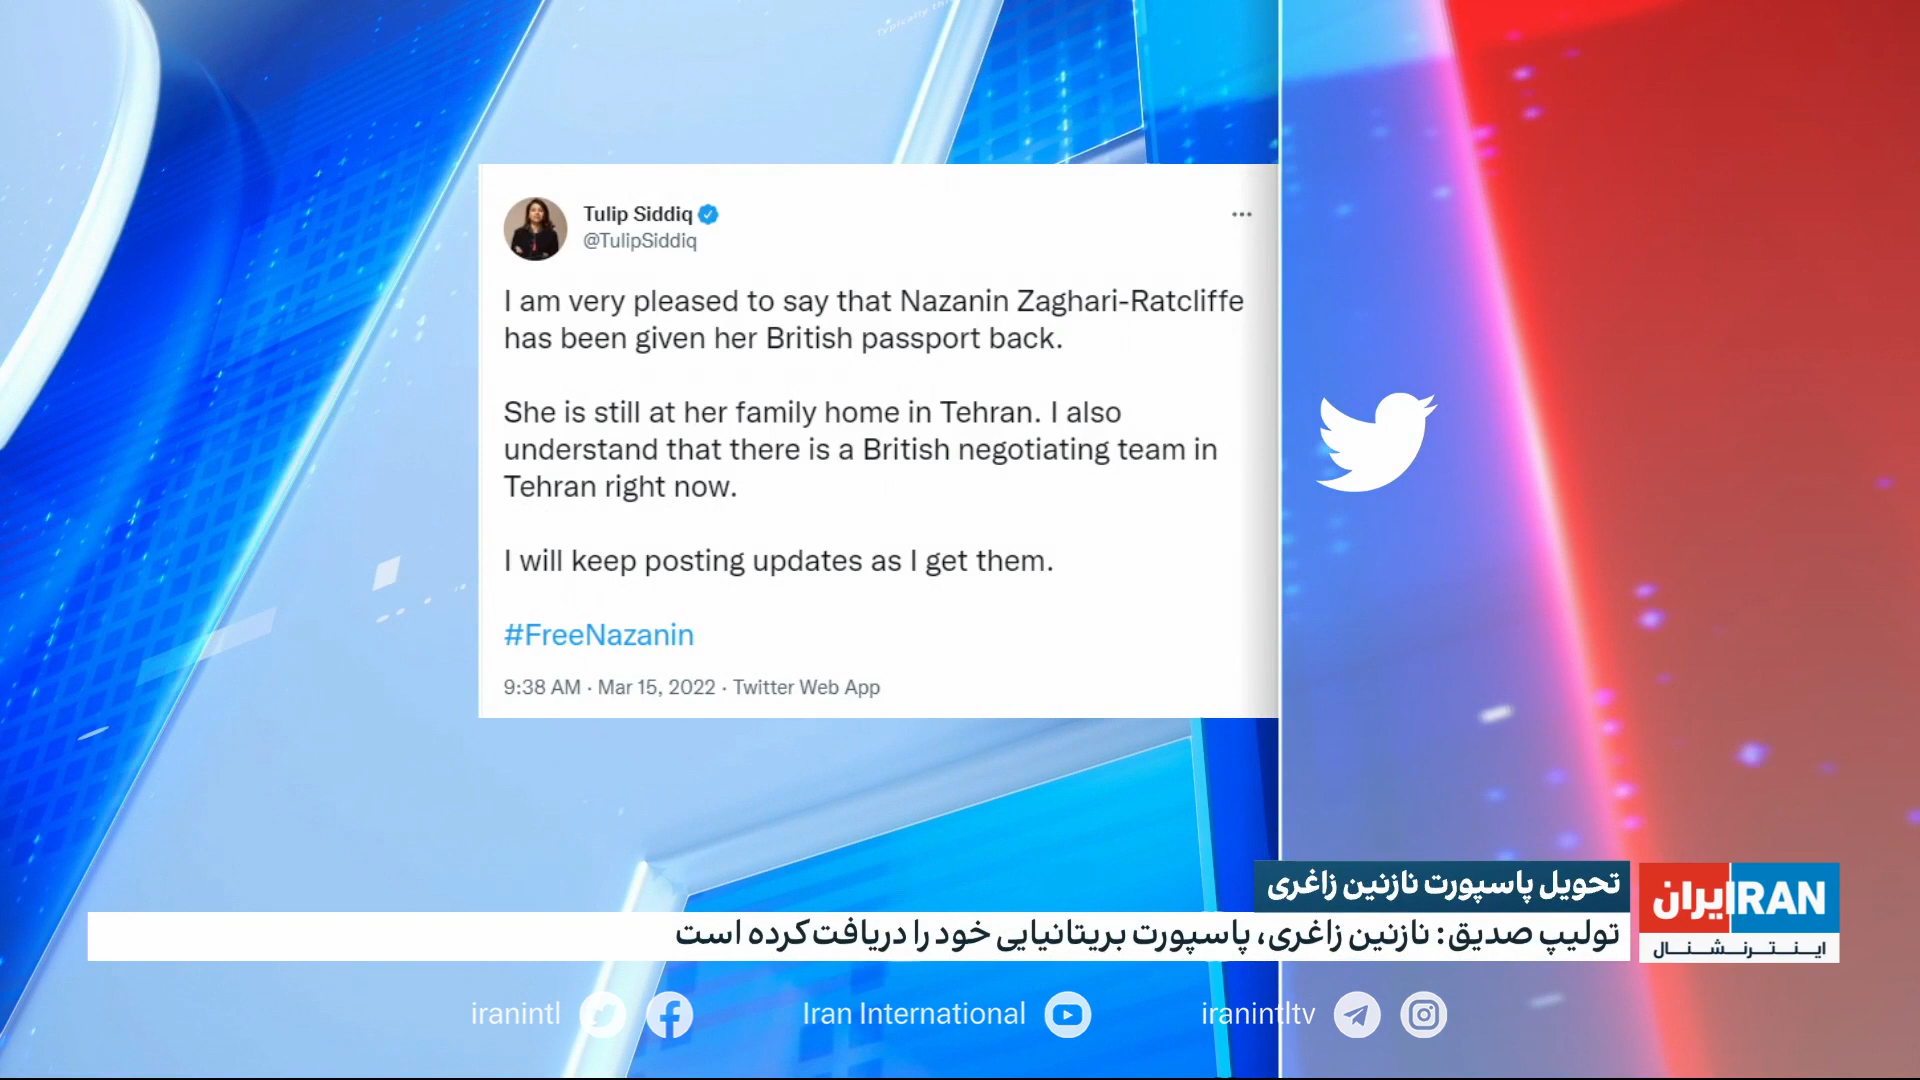 Tulip Siddiq
@TulipSiddiq
I am very pleased to say that Nazanin Zaghari-Ratcliffe
has been given her British passport back.
She is still at her family home in Tehran. I also
understand that there is a British negotiating team in
Tehran right now.
I will keep posting updates as I get them.
#FreeNazanin
9:38 AM · Mar 15, 2022 · Twitter Web App
تحویل پاسپورت نازنین زاغری
تولیپ صدیق: نازنین زاغری، پاسپورت بریتانیایی خود را دریافت کرده است
ایران IRAN
اینترنشنال
iranintl
Iran International
iranintltv